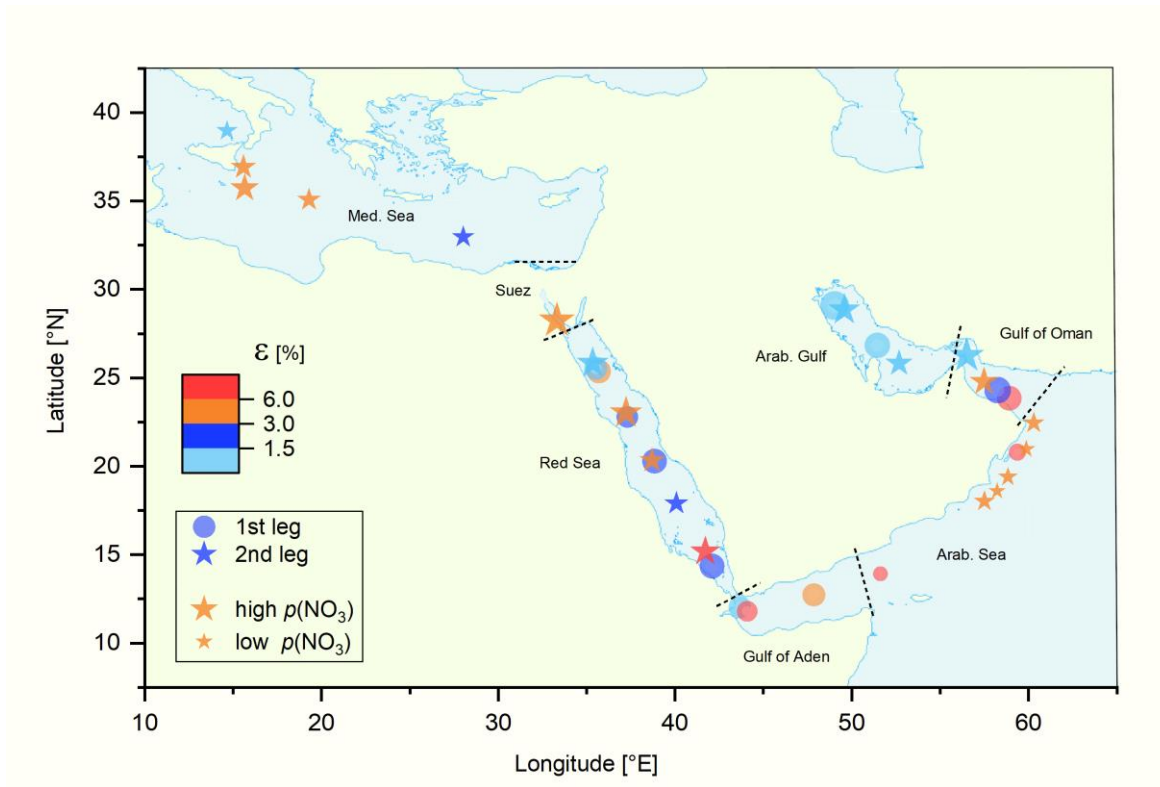 40
35
30
25
20
15
10
Latitude [°N]
10
20
30
40
50
60
Longitude [°E]
Med. Sea
Suez
Gulf of Oman
Arab. Gulf
Red Sea
Arab. Sea
Gulf of Aden
ε [%]
6.0
3.0
1.5
1st leg
2nd leg
high p(NO₃)
low p(NO₃)